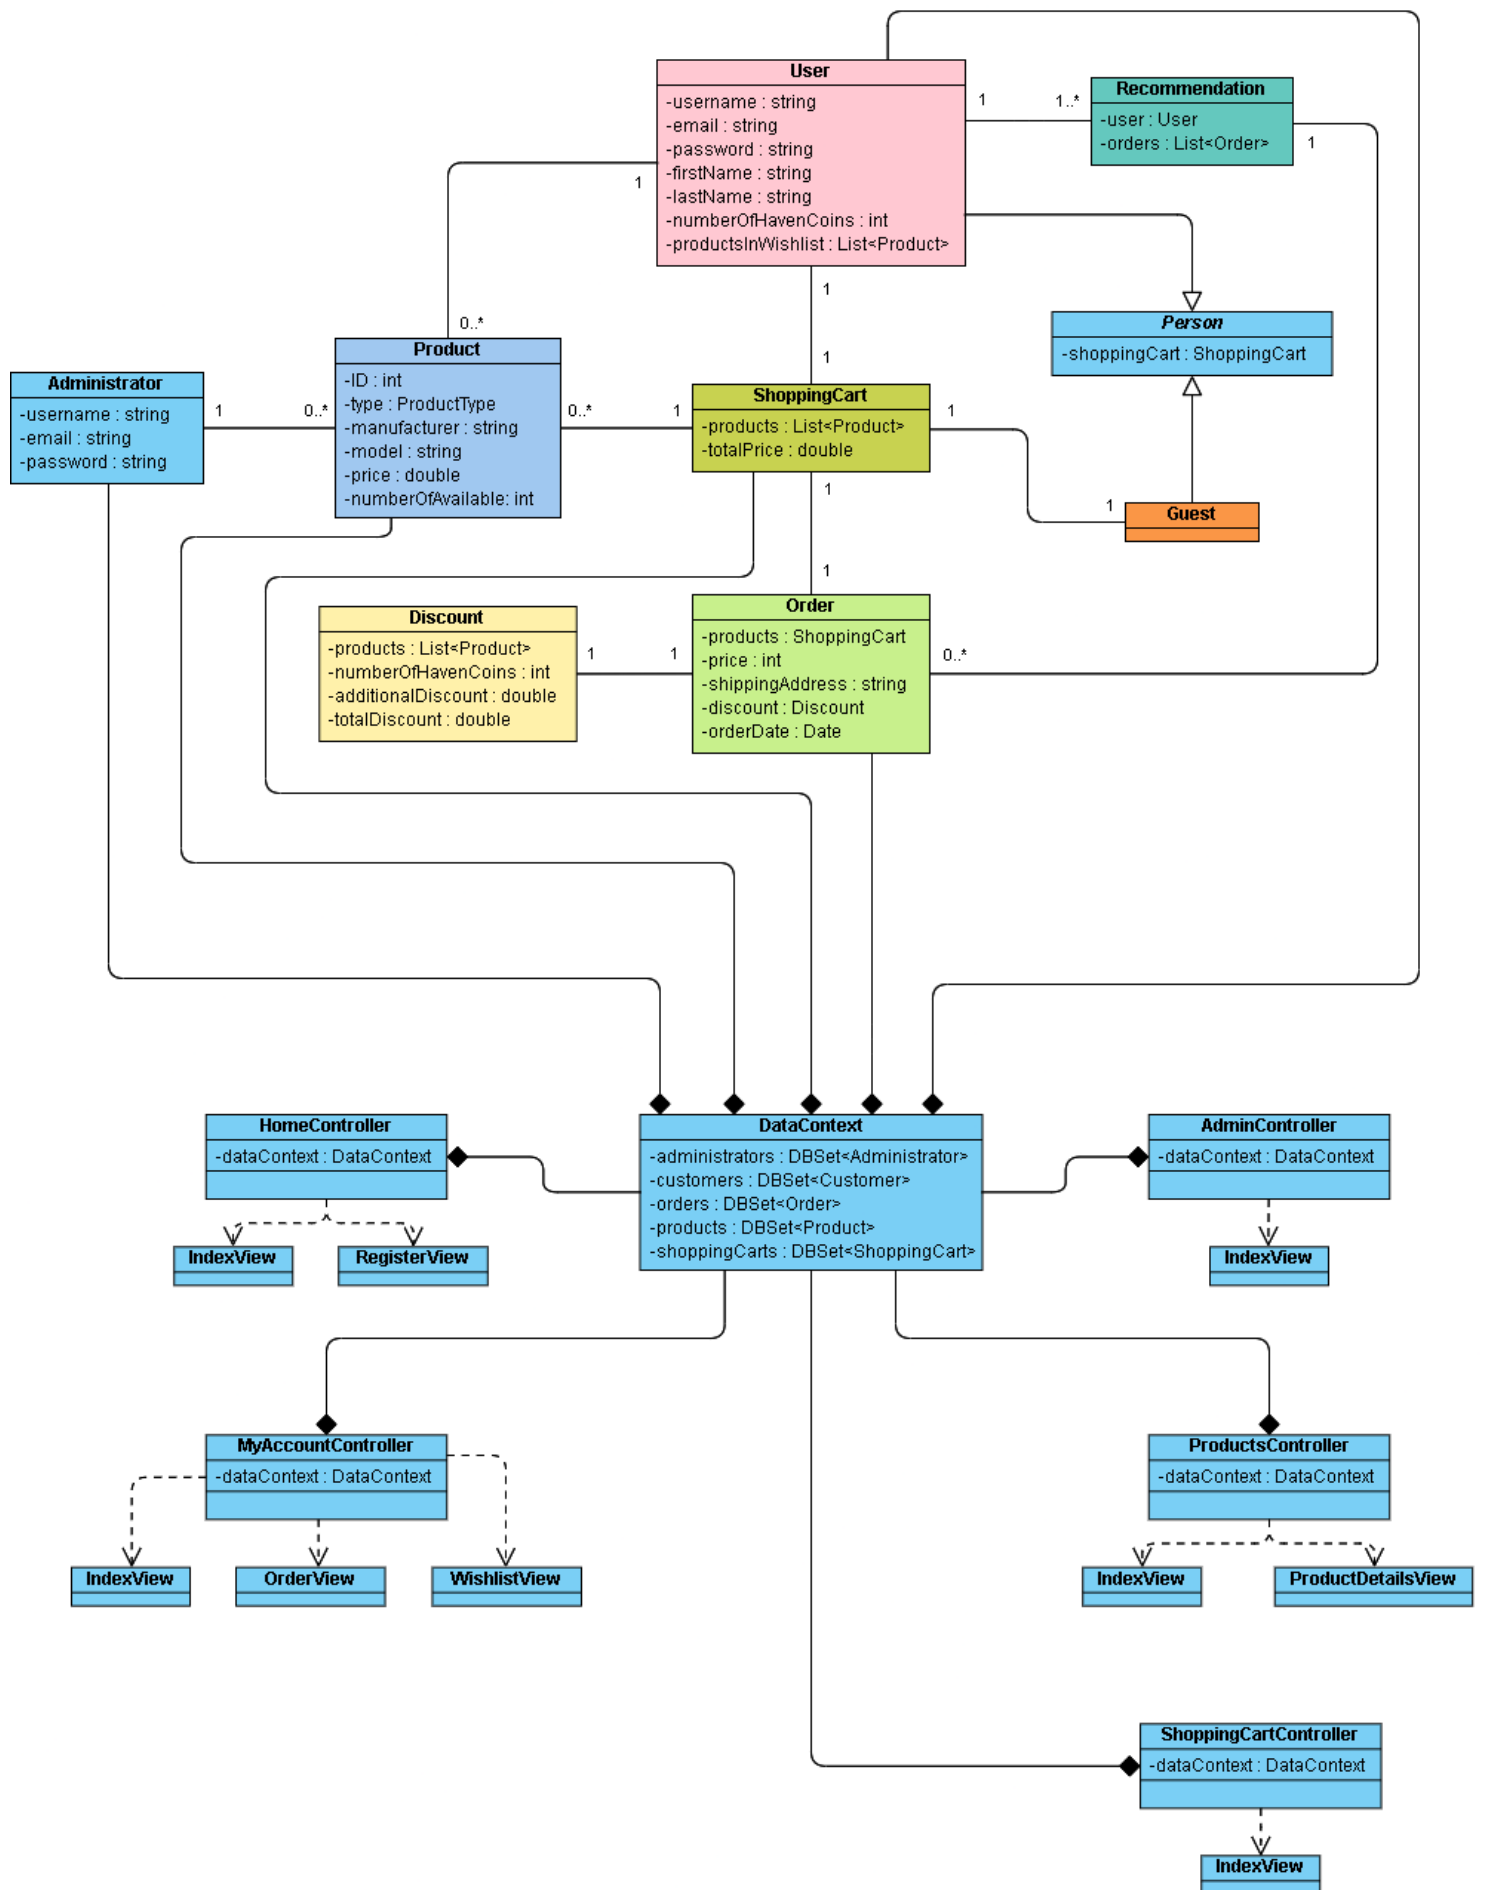 User
-username : string
-email : string
-password : string
-firstName : string
-lastName : string
-numberOfHavenCoins : int
-productsInWishlist : List<Product>
1
1..*
Recommendation
-user : User
-orders : List<Order>
1
1
0..*
1
Person
-shoppingCart : ShoppingCart
Product
-ID : int
-type : ProductType
-manufacturer : string
-model : string
-price : double
-numberOfAvailable: int
Administrator
-username : string
-email : string
-password : string
1
0..*
0..*
1
1
ShoppingCart
-products : List<Product>
-totalPrice : double
1
1
Guest
1
1
Discount
-products : List<Product>
-numberOfHavenCoins : int
-additionalDiscount : double
-totalDiscount : double
1
1
Order
-products : ShoppingCart
-price : int
-shippingAddress : string
-discount : Discount
-orderDate : Date
0..*
HomeController
-dataContext : DataContext
DataContext
-administrators : DBSet<Administrator>
-customers : DBSet<Customer>
-orders : DBSet<Order>
-products : DBSet<Product>
-shoppingCarts : DBSet<ShoppingCart>
AdminController
-dataContext : DataContext
IndexView
RegisterView
IndexView
MyAccountController
-dataContext : DataContext
ProductsController
-dataContext : DataContext
IndexView
OrderView
WishlistView
IndexView
ProductDetailsView
ShoppingCartController
-dataContext : DataContext
IndexView